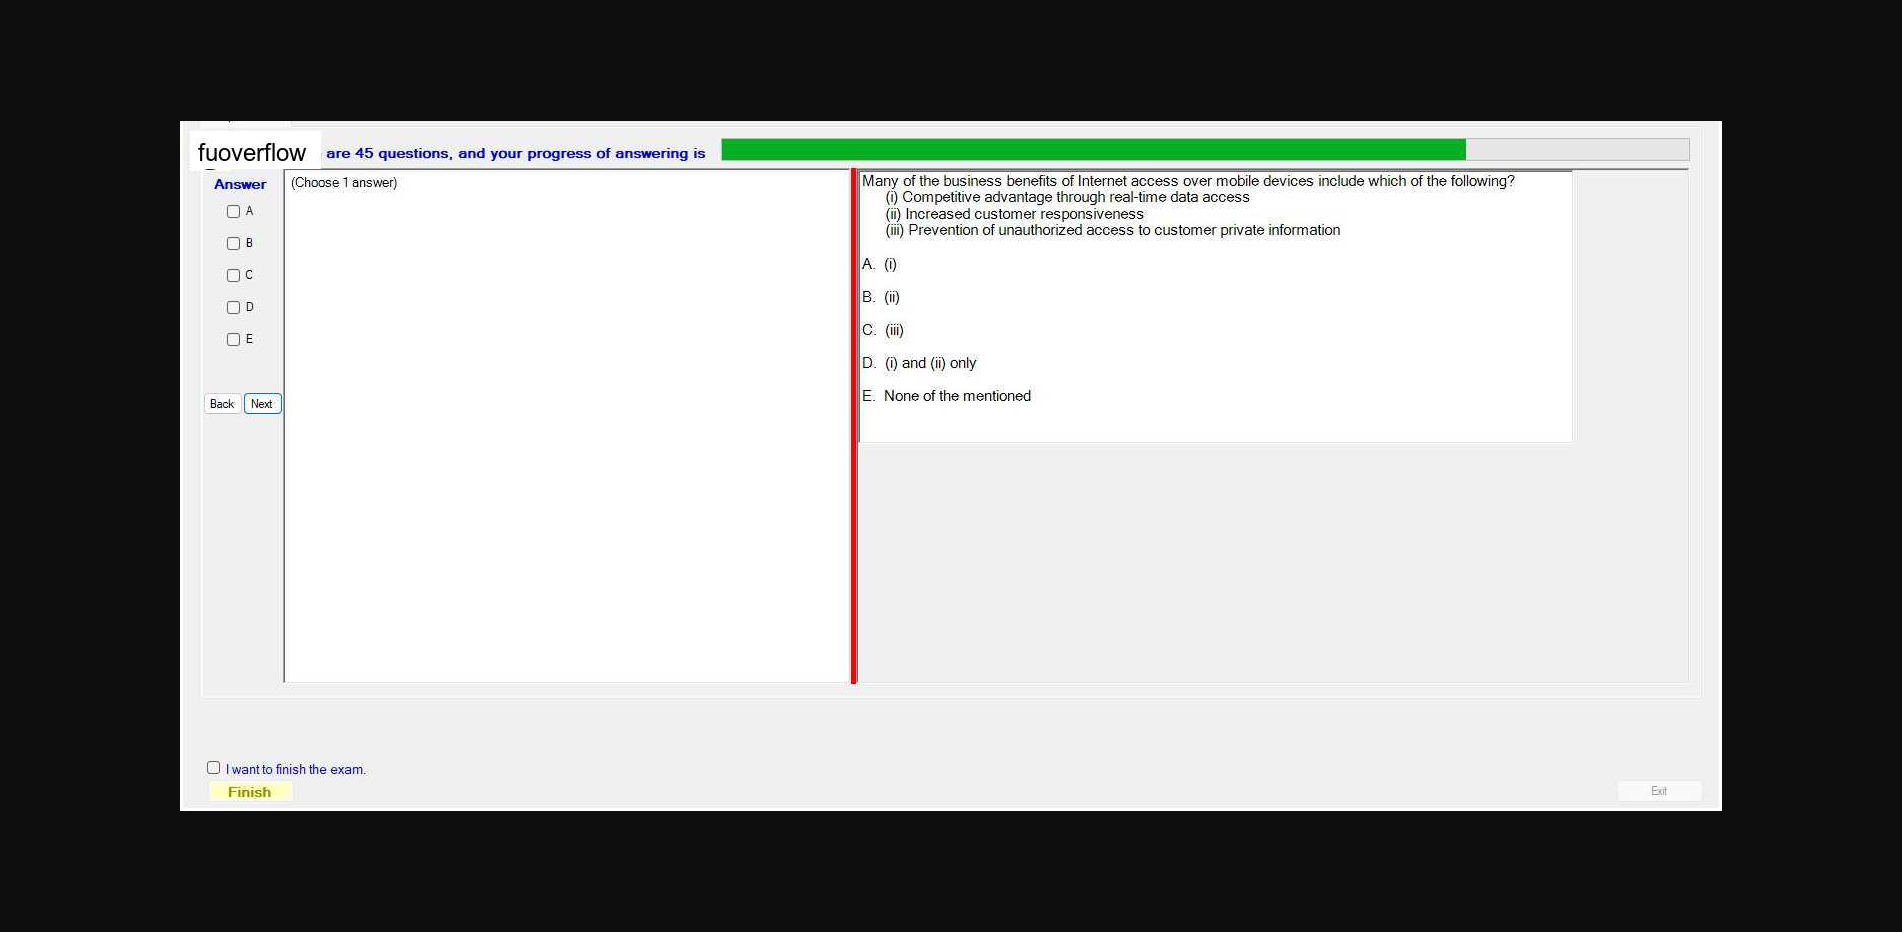 fuoverflow are 45 questions, and your progress of answering is
Answer
A
B
C
D
E
Back Next
(Choose 1 answer)
Many of the business benefits of Internet access over mobile devices include which of the following?
(i) Competitive advantage through real-time data access
(ii) Increased customer responsiveness
(iii) Prevention of unauthorized access to customer private information
A. (i)
B. (ii)
C. (iii)
D. (i) and (ii) only
E. None of the mentioned
I want to finish the exam.
Finish
Exit